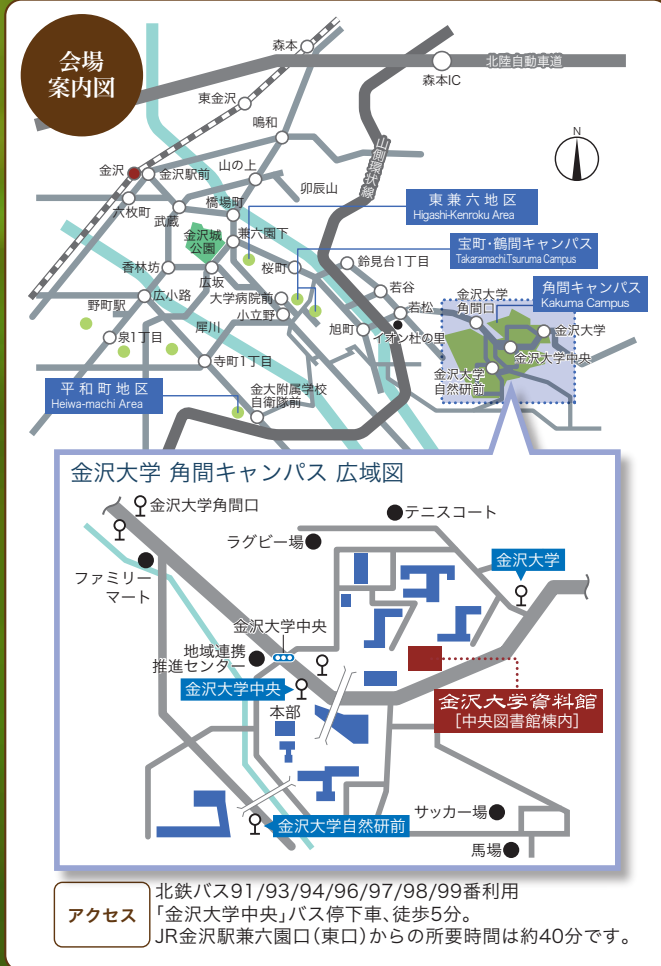 会場
案内図
森本
北陸自動車道
森本IC
東金沢
鳴和
山側環状線
N
金沢
金沢駅前
山の上
卯辰山
東兼六地区
Higashi-Kenroku Area
六枚町
武蔵
橋場町
金沢城
公園
兼六園下
宝町・鶴間キャンパス
Takaramachi.Tsuruma Campus
香林坊
広坂
桜町
鈴見台1丁目
角間キャンパス
Kakuma Campus
野町駅
広小路
大学病院前
小立野
若谷
若松
金沢大学
角間口
金沢大学
泉1丁目
犀川
旭町
イオン杜の里
金沢大学中央
寺町1丁目
金沢大学
自然研前
平和町地区
Heiwa-machi Area
金大附属学校
自衛隊前
金沢大学 角間キャンパス 広域図
金沢大学角間口
テニスコート
ラグビー場
金沢大学
ファミリー
マート
金沢大学中央
地域連携
推進センター
金沢大学中央
本部
金沢大学資料館
[中央図書館棟内]
サッカー場
金沢大学自然研前
馬場
アクセス
北鉄バス91/93/94/96/97/98/99番利用
「金沢大学中央」バス停下車、徒歩5分。
JR金沢駅兼六園口(東口)からの所要時間は約40分です。